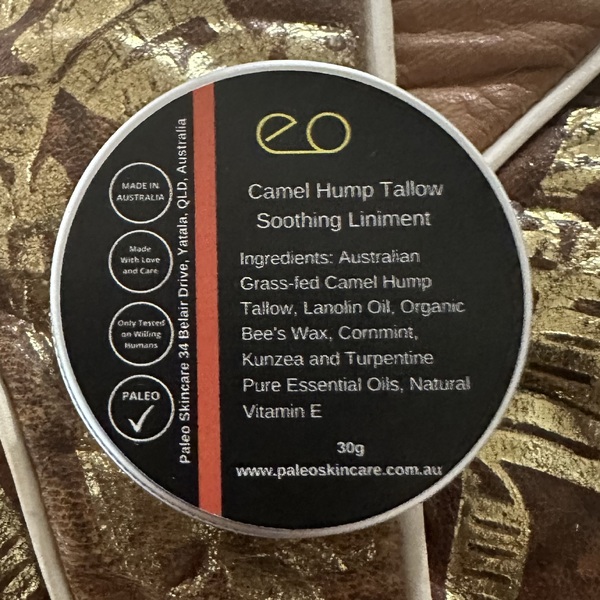 eo
Camel Hump Tallow
Soothing Liniment
Ingredients: Australian
Grass-fed Camel Hump
Tallow, Lanolin Oil, Organic
Bee's Wax, Cornmint,
Kunzea and Turpentine
Pure Essential Oils, Natural
Vitamin E
30g
www.paleoskincare.com.au
MADE IN
AUSTRALIA
Made
With Love
and Care
Only Tested
on Willing
Humans
PALEO
Paleo Skincare 34 Belair Drive, Yatala, QLD, Australia